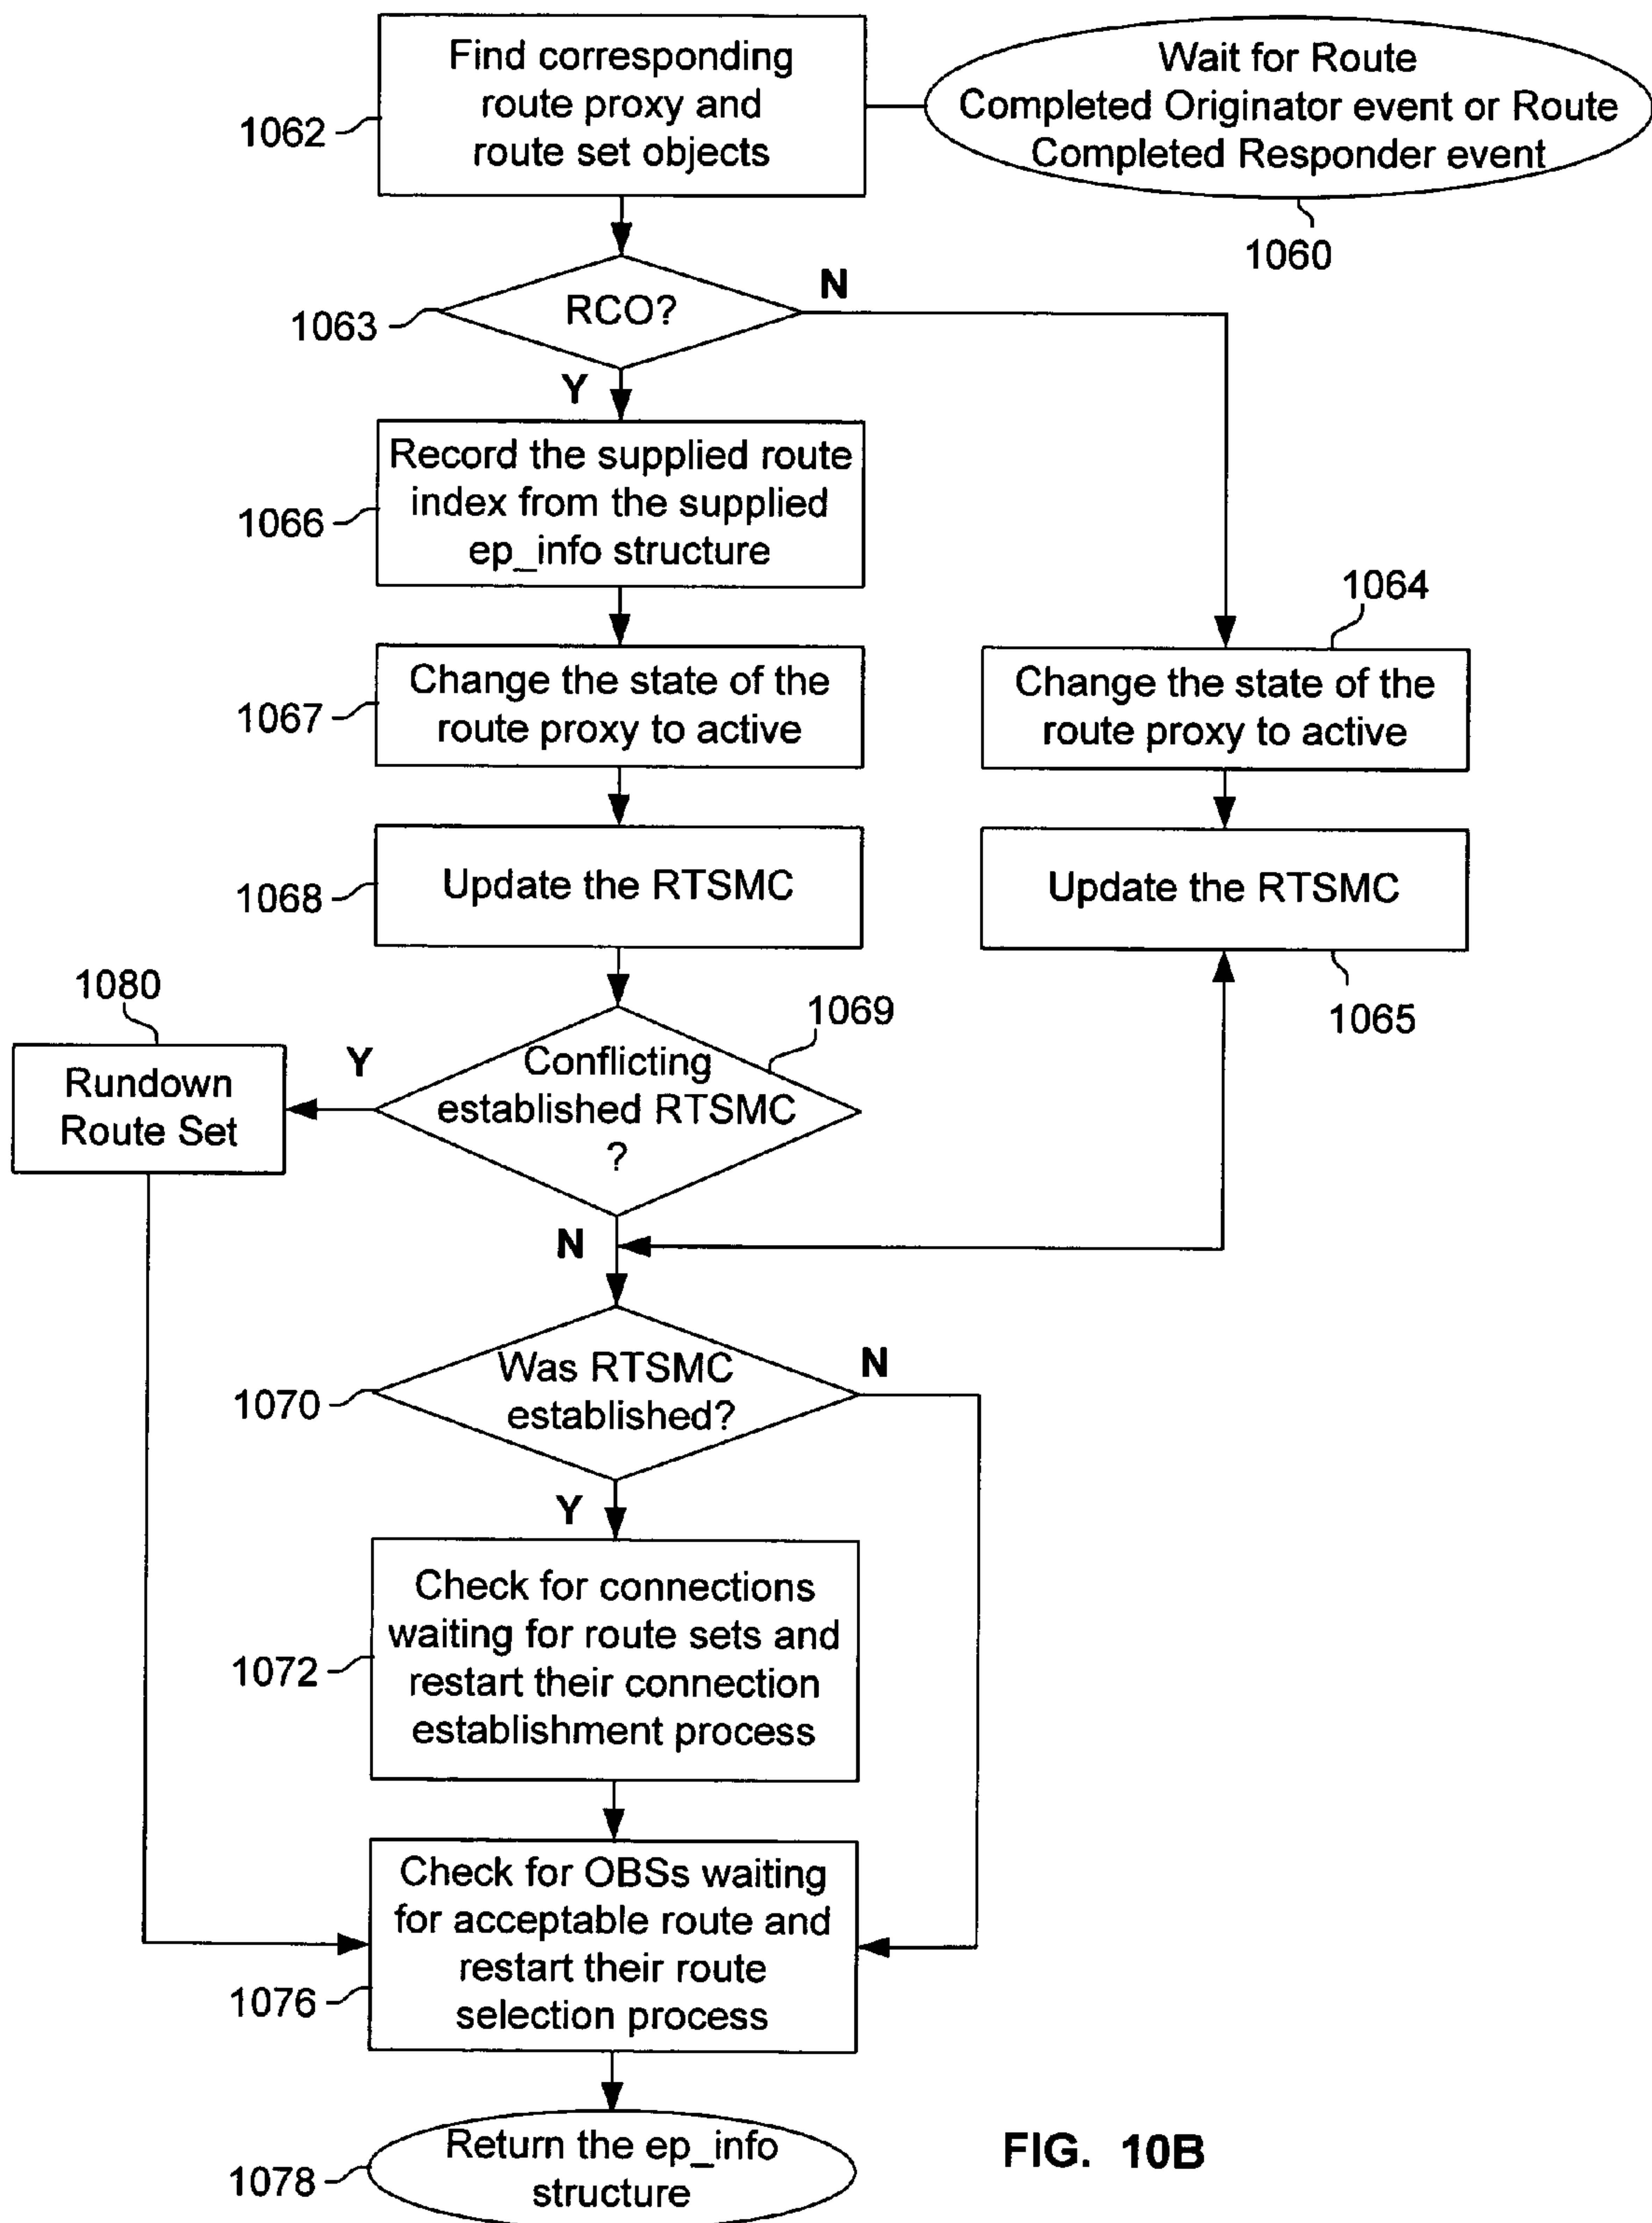 Find corresponding
route proxy and
route set objects
1062
Wait for Route
Completed Originator event or Route
Completed Responder event
1060
RCO?
1063
N
Y
Record the supplied route
index from the supplied
ep_info structure
1066
1064
Change the state of the
route proxy to active
1067
Change the state of the
route proxy to active
Update the RTSMC
1068
Update the RTSMC
1065
1080
Rundown
Route Set
Y
1069
Conflicting
established RTSMC
?
N
Was RTSMC
established?
1070
N
Y
Check for connections
waiting for route sets and
restart their connection
establishment process
1072
Check for OBSs waiting
for acceptable route and
restart their route
selection process
1076
Return the ep_info
structure
1078
FIG. 10B